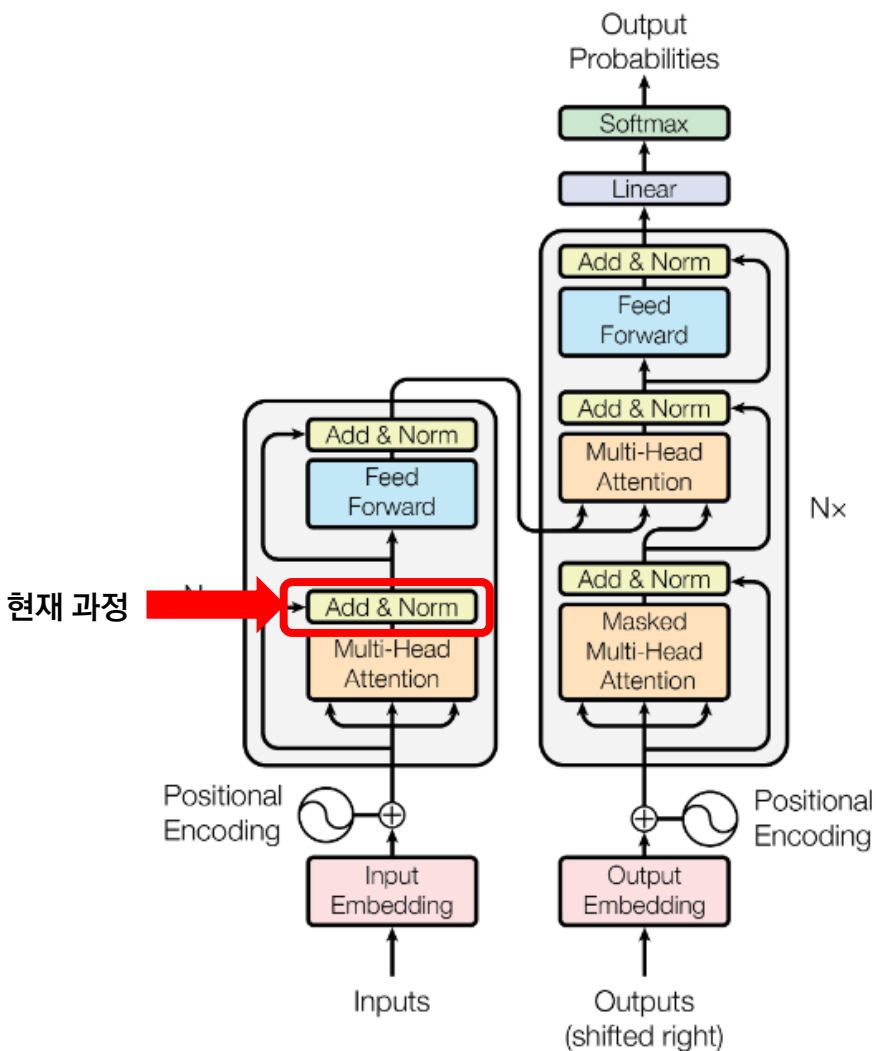 Output
Probabilities
Softmax
Linear
Add & Norm
Feed
Forward
Add & Norm
Multi-Head
Attention
Add & Norm
Masked
Multi-Head
Attention
N×
Add & Norm
Feed
Forward
현재 과정
Add & Norm
Multi-Head
Attention
Positional
Encoding
Positional
Encoding
Input
Embedding
Output
Embedding
Inputs
Outputs
(shifted right)